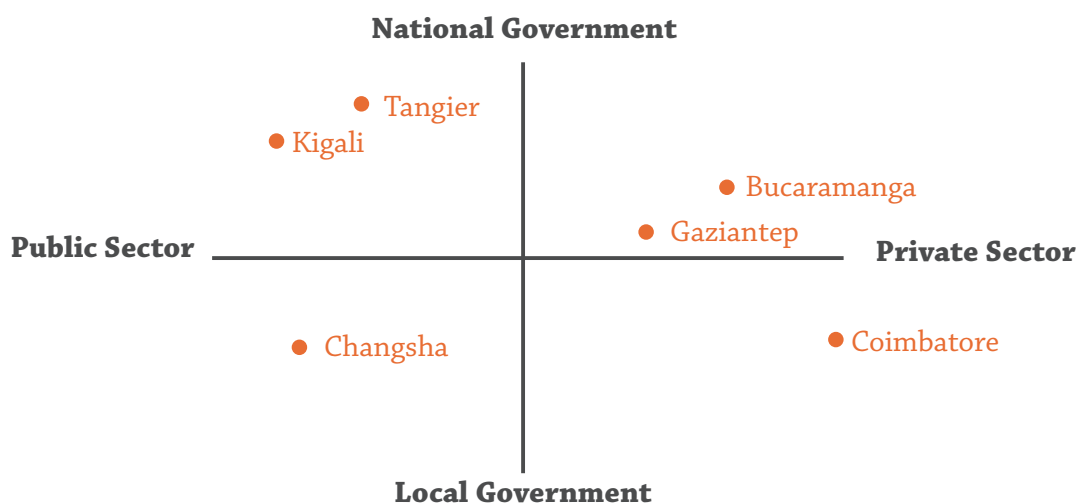 National Government
Tangier
Kigali
Bucaramanga
Gaziantep
Public Sector
Private Sector
Changsha
Coimbatore
Local Government